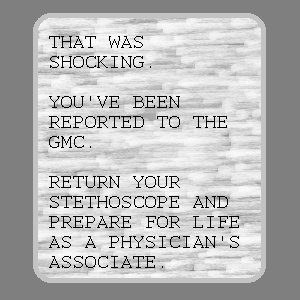 THAT WAS
SHOCKING.
YOU'VE BEEN
REPORTED TO THE
GMC.
RETURN YOUR
STETHOSCOPE AND
PREPARE FOR LIFE
AS A PHYSICIAN'S
ASSOCIATE.